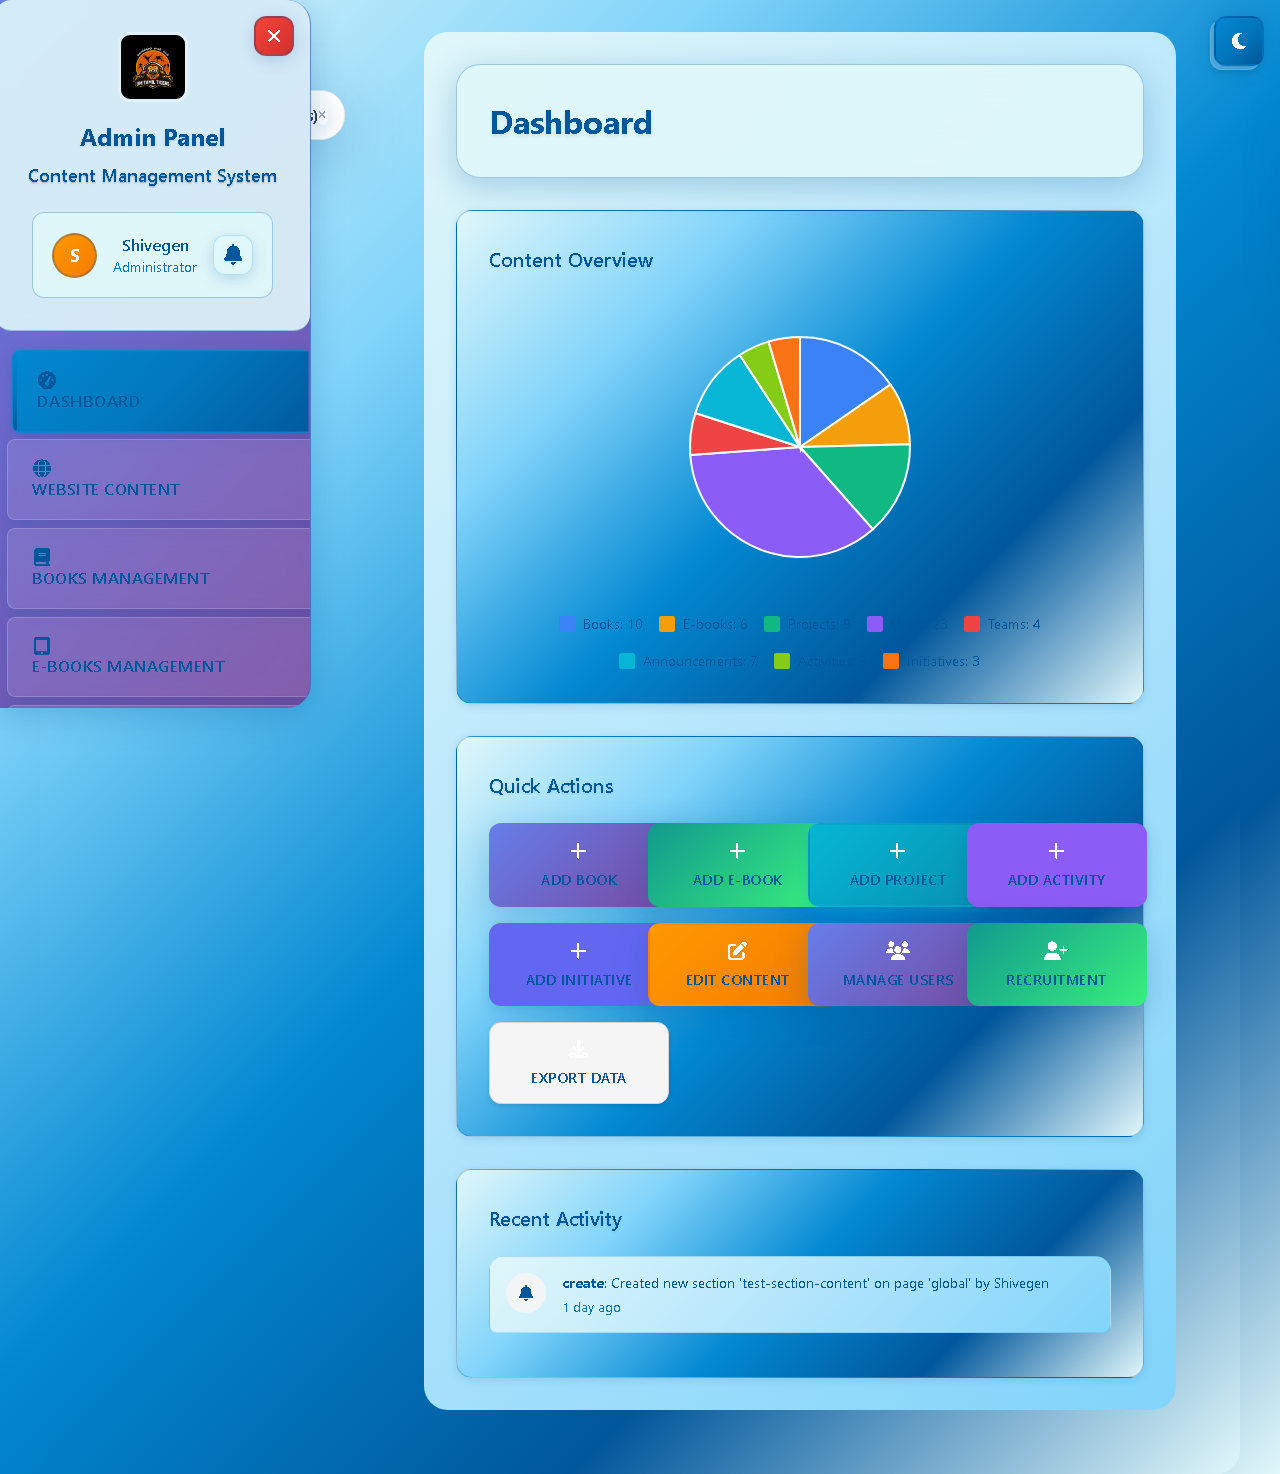 Admin Panel
Content Management System
S
Shivegen
Administrator
s)×
DASHBOARD
WEBSITE CONTENT
BOOKS MANAGEMENT
E-BOOKS MANAGEMENT
Dashboard
Content Overview
Books: 10
E-books: 6
Projects: 9
23
Teams: 4
Announcements: 7
Activities:
Initiatives: 3
Quick Actions
ADD BOOK
ADD E-BOOK
ADD PROJECT
ADD ACTIVITY
ADD INITIATIVE
EDIT CONTENT
MANAGE USERS
RECRUITMENT
EXPORT DATA
Recent Activity
create: Created new section 'test-section-content' on page 'global' by Shivegen
1 day ago